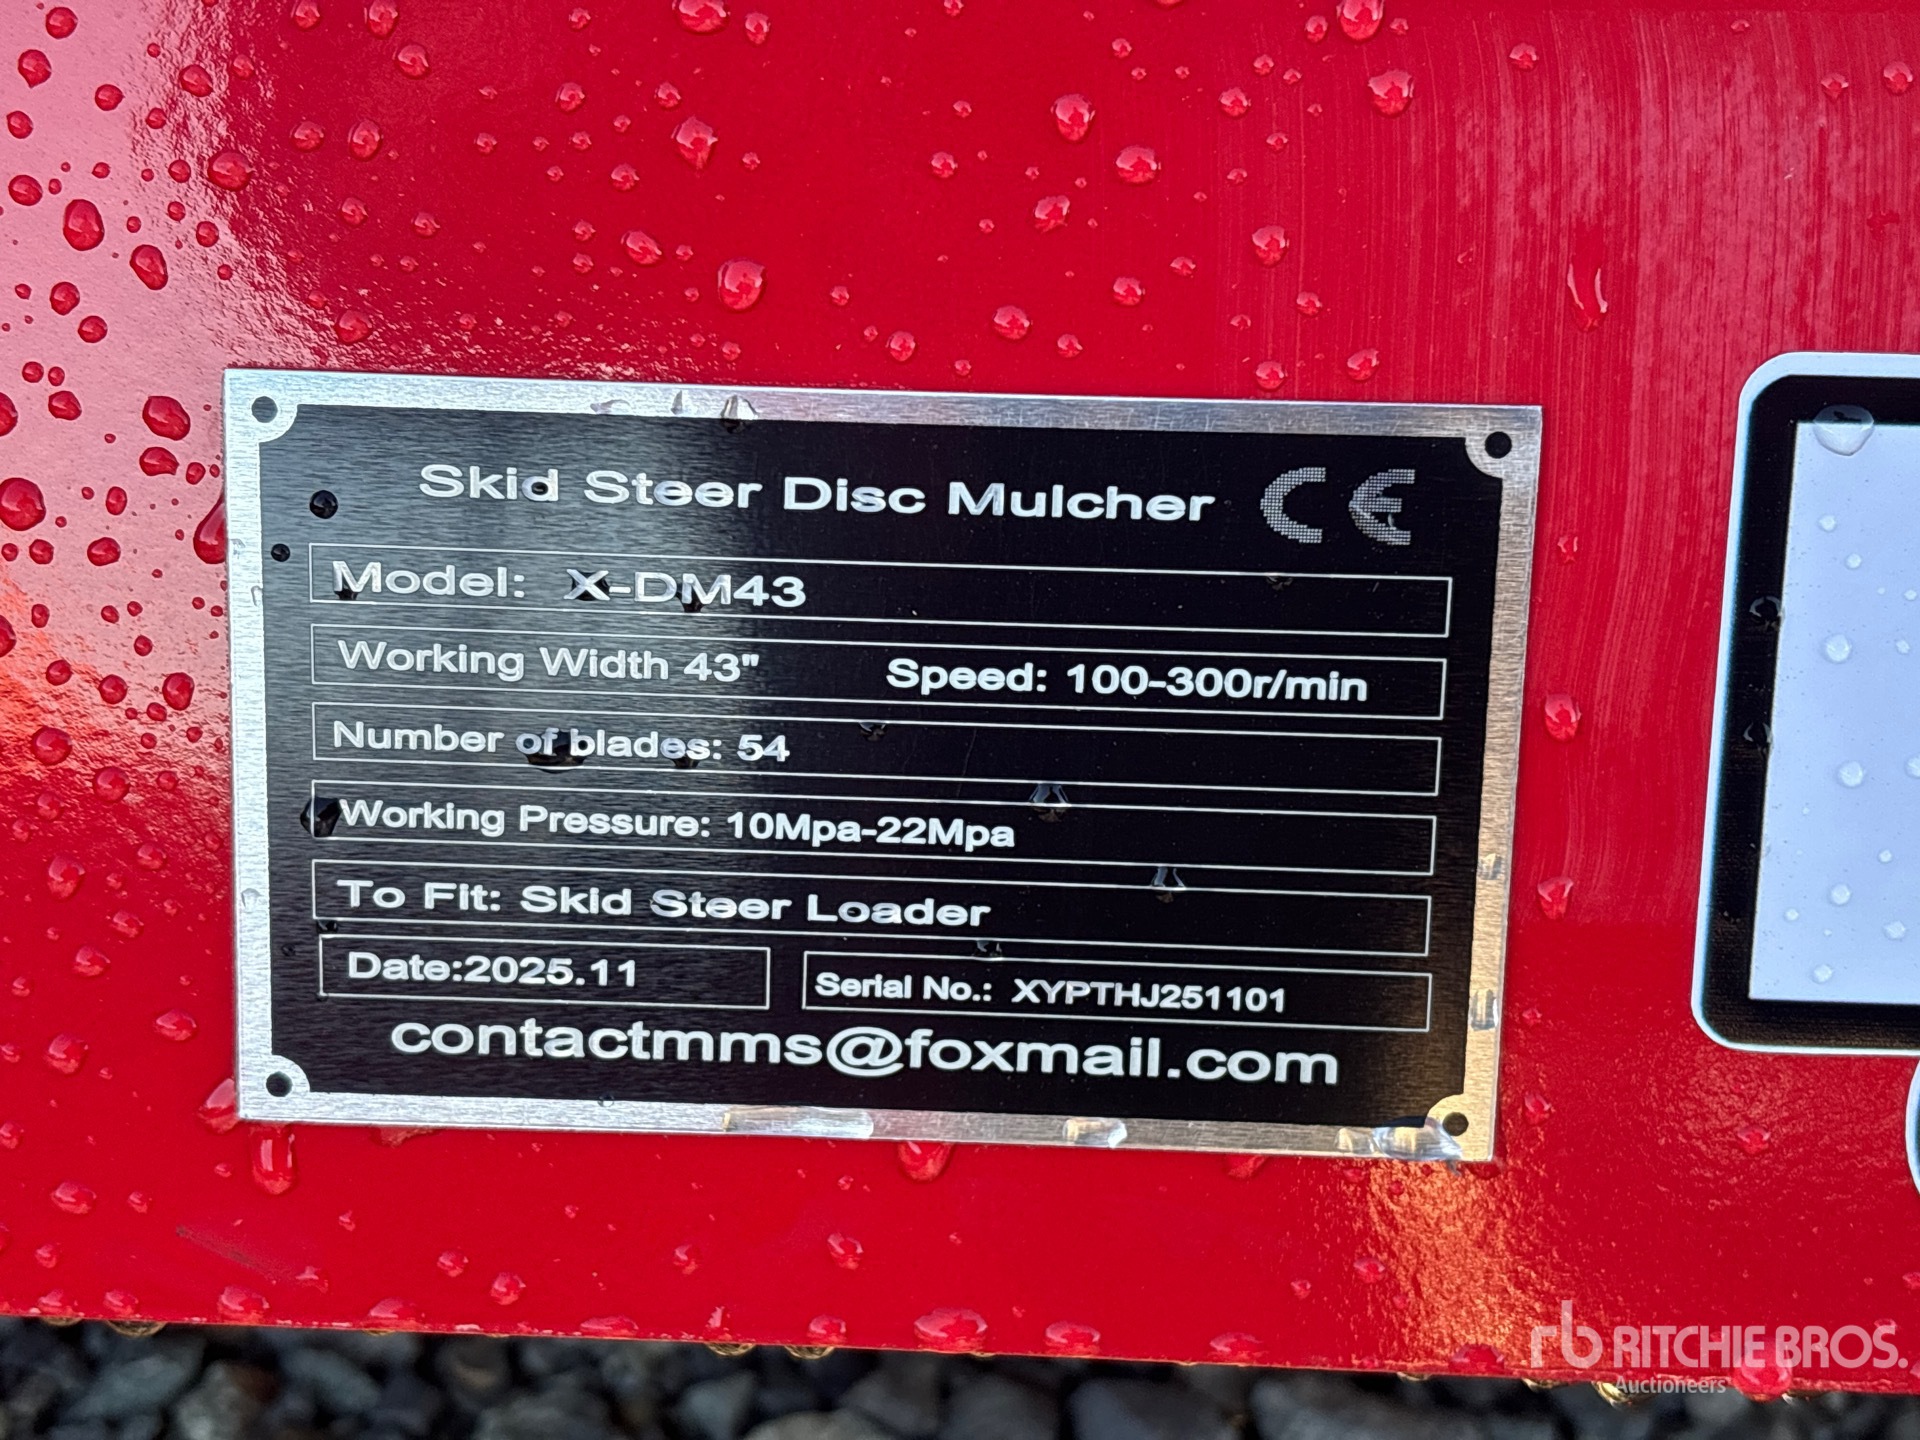 Skid Steer Disc Mulcher CE
Model: X-DM43
Working Width 43" Speed: 100-300r/min
Number of blades: 54
Working Pressure: 10Mpa-22Mpa
To Fit: Skid Steer Loader
Date:2025.11 Serial No.: XYPTHJ251101
contactmms@foxmail.com
rb RITCHIE BROS.
Auctioneers